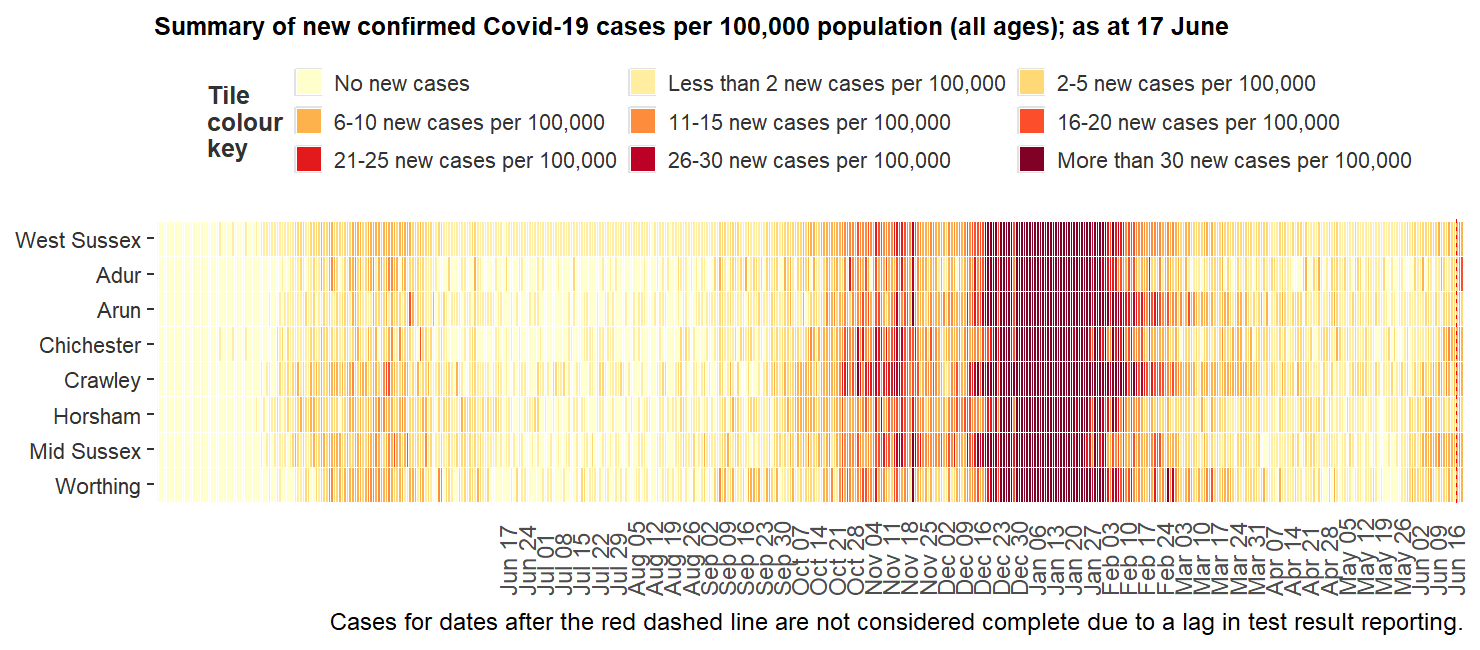 Summary of new confirmed Covid-19 cases per 100,000 population (all ages); as at 17 June
Tile colour key
No new cases
Less than 2 new cases per 100,000
2-5 new cases per 100,000
6-10 new cases per 100,000
11-15 new cases per 100,000
16-20 new cases per 100,000
21-25 new cases per 100,000
26-30 new cases per 100,000
More than 30 new cases per 100,000
West Sussex
Adur
Arun
Chichester
Crawley
Horsham
Mid Sussex
Worthing
Jun 17
Jun 24
Jul 01
Jul 08
Jul 15
Jul 22
Jul 29
Aug 05
Aug 12
Aug 19
Aug 26
Sep 02
Sep 09
Sep 16
Sep 23
Sep 30
Oct 07
Oct 14
Oct 21
Oct 28
Nov 04
Nov 11
Nov 18
Nov 25
Dec 02
Dec 09
Dec 16
Dec 23
Dec 30
Jan 06
Jan 13
Jan 20
Jan 27
Feb 03
Feb 10
Feb 17
Feb 24
Mar 03
Mar 10
Mar 17
Mar 24
Mar 31
Apr 07
Apr 14
Apr 21
Apr 28
May 05
May 12
May 19
May 26
Jun 02
Jun 09
Jun 16
Cases for dates after the red dashed line are not considered complete due to a lag in test result reporting.